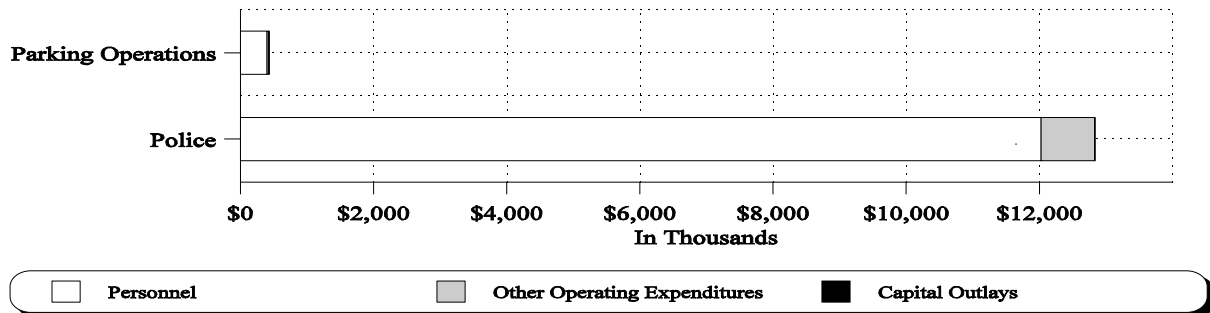 Parking Operations
Police
$0 $2,000 $4,000 $6,000 $8,000 $10,000 $12,000
In Thousands
Personnel Other Operating Expenditures Capital Outlays